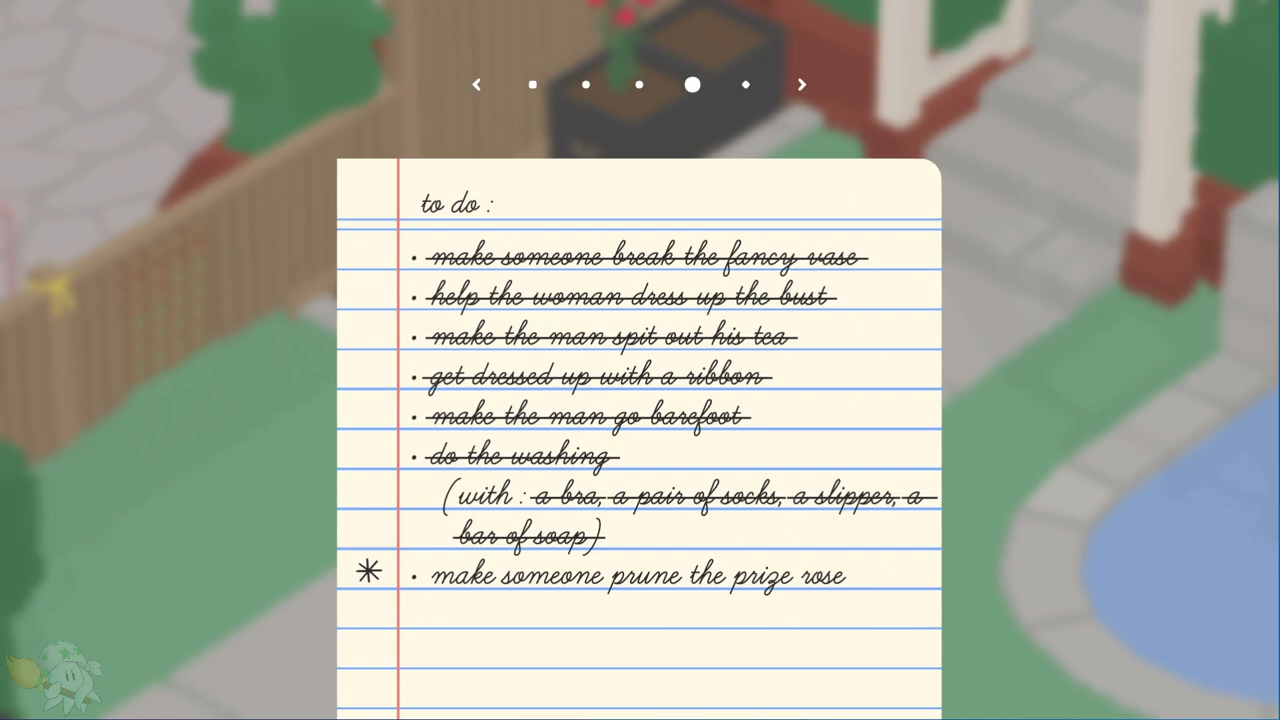 to do :
• make someone break the fancy vase
• help the woman dress up the bust
• make the man spit out his tea
• get dressed up with a ribbon
• make the man go barefoot
• do the washing
(with : a bra, a pair of socks, a slipper, a
bar of soap)
• make someone prune the prize rose